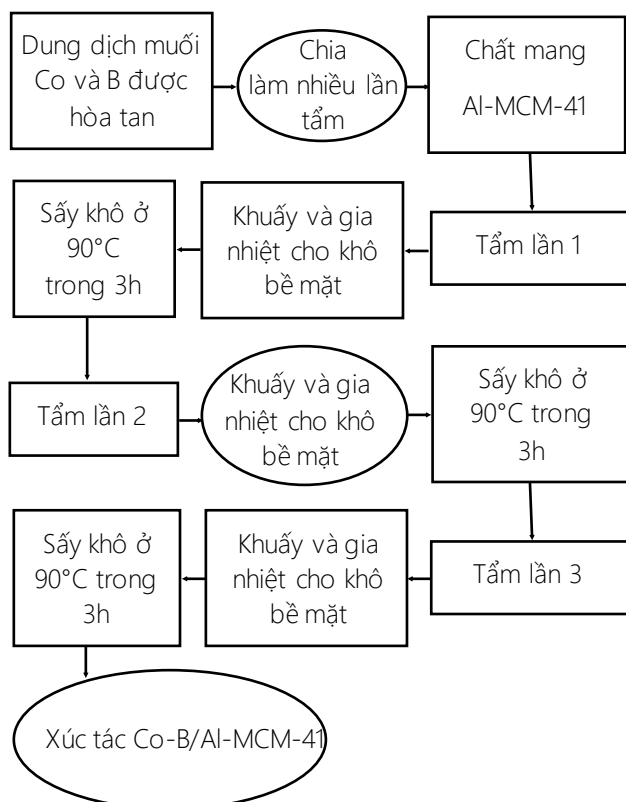 Dung dịch muối
Co và B được
hòa tan
Chia
làm nhiều lần
tẩm
Chất mang
Al-MCM-41
Tẩm lần 1
Khuấy và gia
nhiệt cho khô
bề mặt
Sấy khô ở
90°C
trong 3h
Tẩm lần 2
Khuấy và gia
nhiệt cho khô
bề mặt
Sấy khô ở
90°C trong
3h
Tẩm lần 3
Khuấy và gia
nhiệt cho khô
bề mặt
Sấy khô ở
90°C trong
3h
Xúc tác Co-B/Al-MCM-41